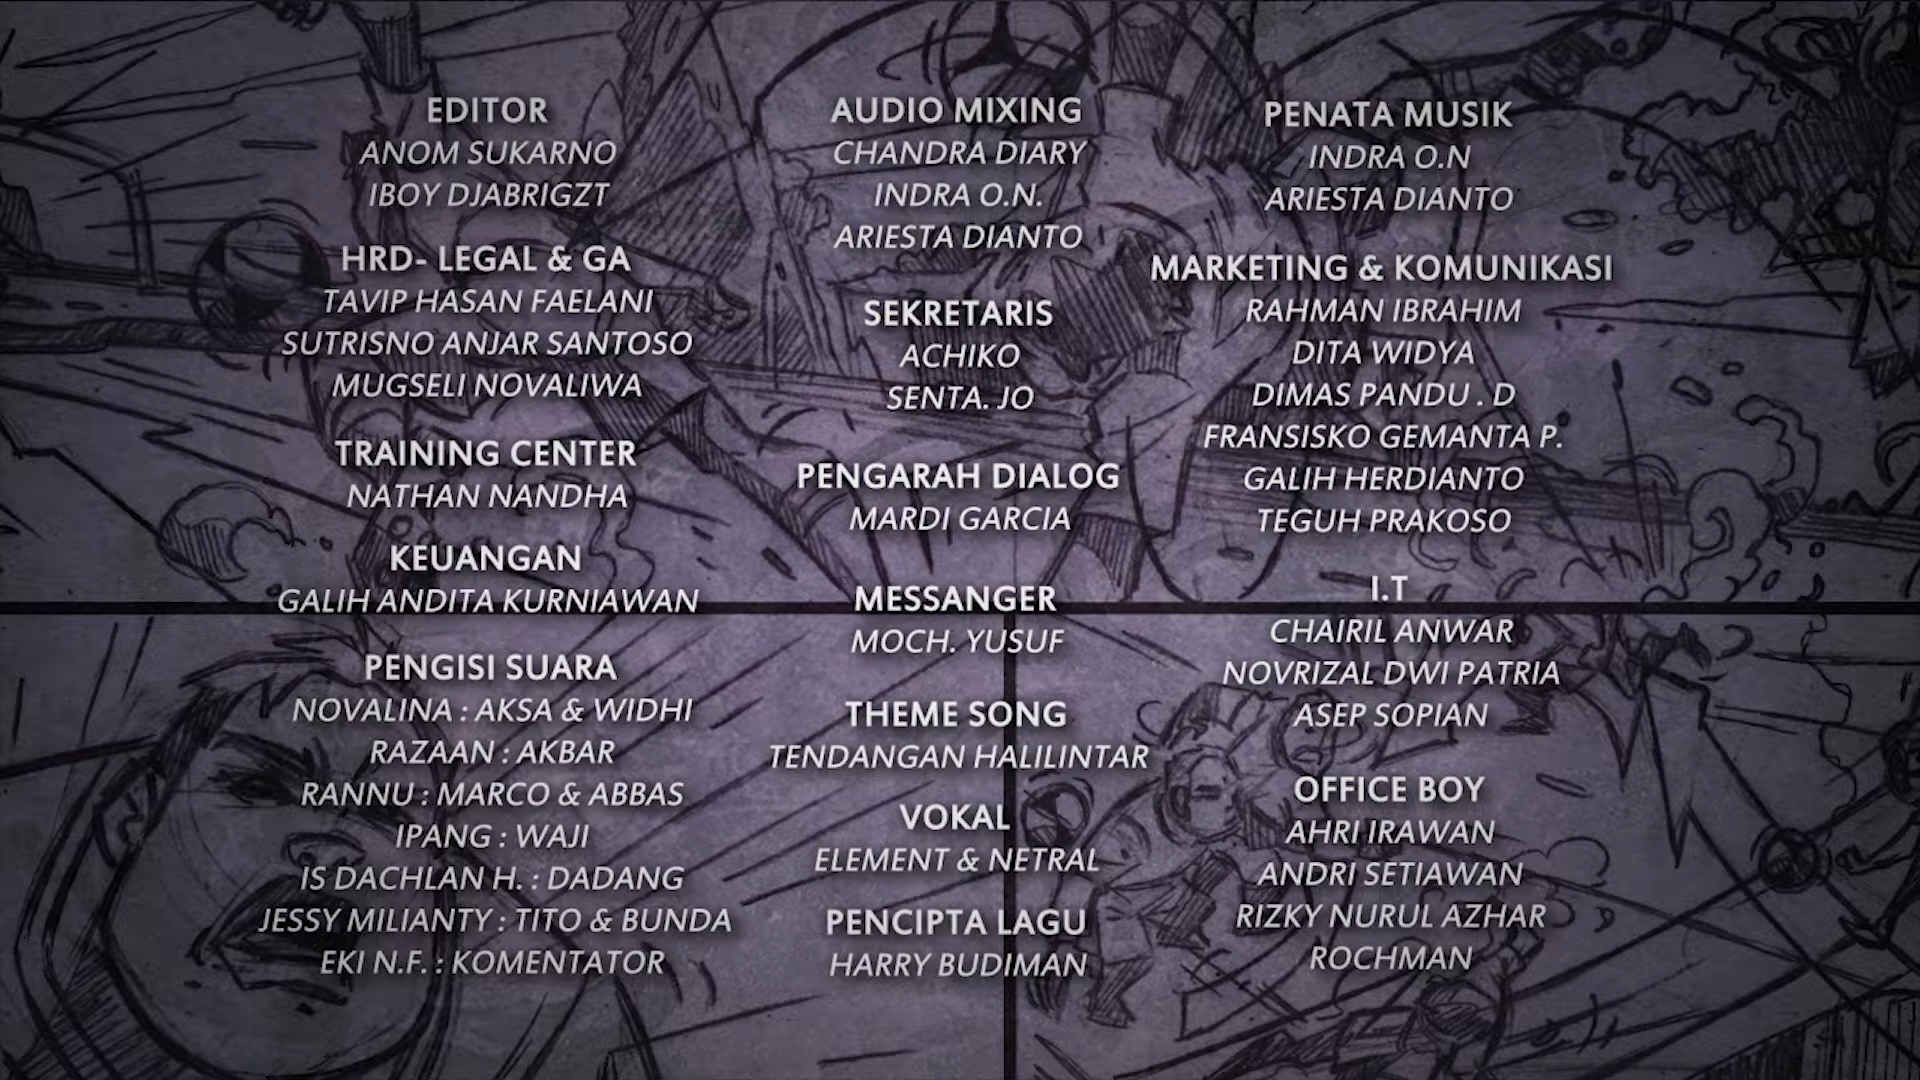 EDITOR
ANOM SUKARNO
IBOY DJABRIGZT
HRD- LEGAL & GA
TAVIP HASAN FAELANI
SUTRISNO ANJAR SANTOSO
MUGSELI NOVALIWA
TRAINING CENTER
NATHAN NANDHA
KEUANGAN
GALIH ANDITA KURNIAWAN
PENGISI SUARA
NOVALINA : AKSA & WIDHI
RAZAAN : AKBAR
RANNU : MARCO & ABBAS
IPANG : WAJI
IS DACHLAN H. : DADANG
JESSY MILIANTY : TITO & BUNDA
EKI N.F. : KOMENTATOR
AUDIO MIXING
CHANDRA DIARY
INDRA O.N.
ARIESTA DIANTO
SEKRETARIS
ACHIKO
SENTA. JO
PENGARAH DIALOG
MARDI GARCIA
MESSANGER
MOCH. YUSUF
THEME SONG
TENDANGAN HALILINTAR
VOKAL
ELEMENT & NETRAL
PENCIPTA LAGU
HARRY BUDIMAN
PENATA MUSIK
INDRA O.N
ARIESTA DIANTO
MARKETING & KOMUNIKASI
RAHMAN IBRAHIM
DITA WIDYA
DIMAS PANDU . D
FRANSISKO GEMANTA P.
GALIH HERDIANTO
TEGUH PRAKOSO
I.T
CHAIRIL ANWAR
NOVRIZAL DWI PATRIA
ASEP SOPIAN
OFFICE BOY
AHRI IRAWAN
ANDRI SETIAWAN
RIZKY NURUL AZHAR
ROCHMAN